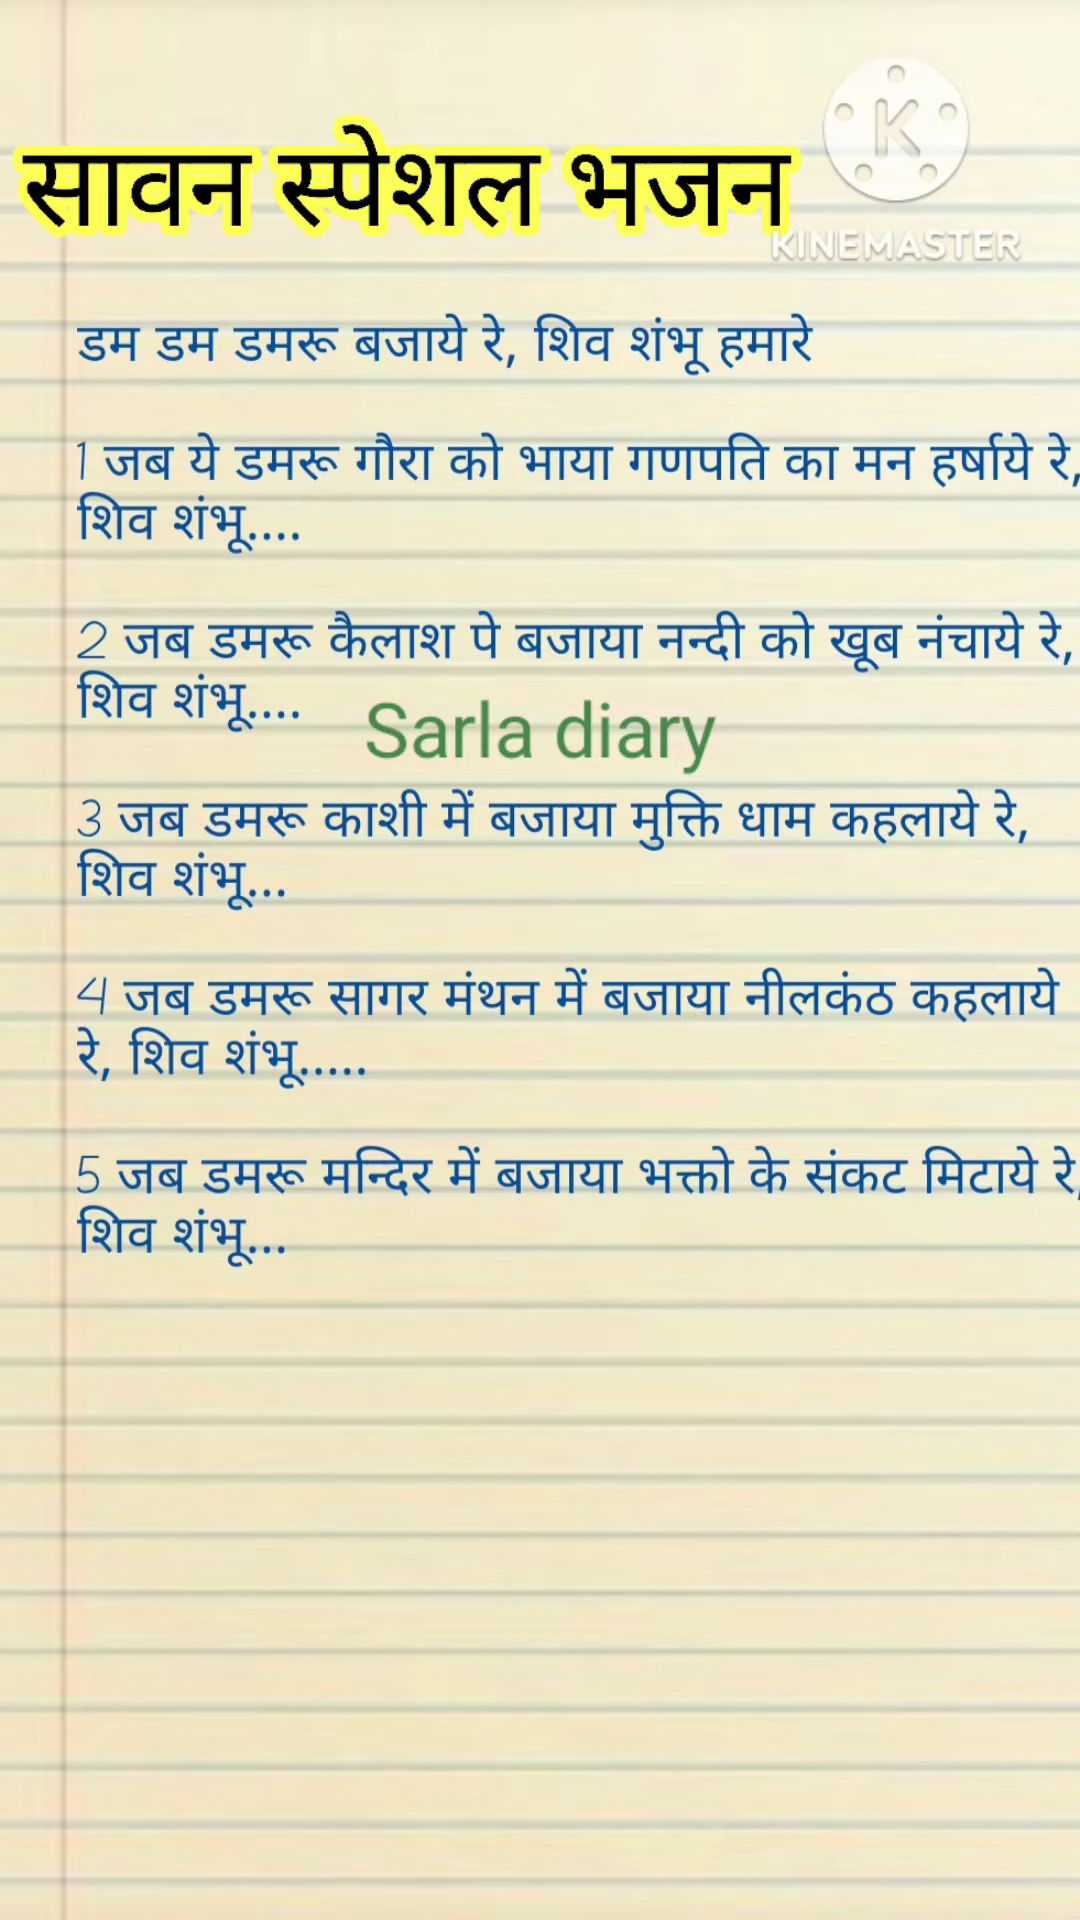 सावन स्पेशल भजन
KINEMASTER
डम डम डमरू बजाये रे, शिव शंभू हमारे
1 जब ये डमरू गौरा को भाया गणपति का मन हर्षाये रे,
शिव शंभू....
2 जब डमरू कैलाश पे बजाया नन्दी को खूब नंचाये रे,
शिव शंभू....
Sarla diary
3 जब डमरू काशी में बजाया मुक्ति धाम कहलाये रे,
शिव शंभू...
4 जब डमरू सागर मंथन में बजाया नीलकंठ कहलाये
रे, शिव शंभू.....
5 जब डमरू मन्दिर में बजाया भक्तो के संकट मिटाये रे,
शिव शंभू...